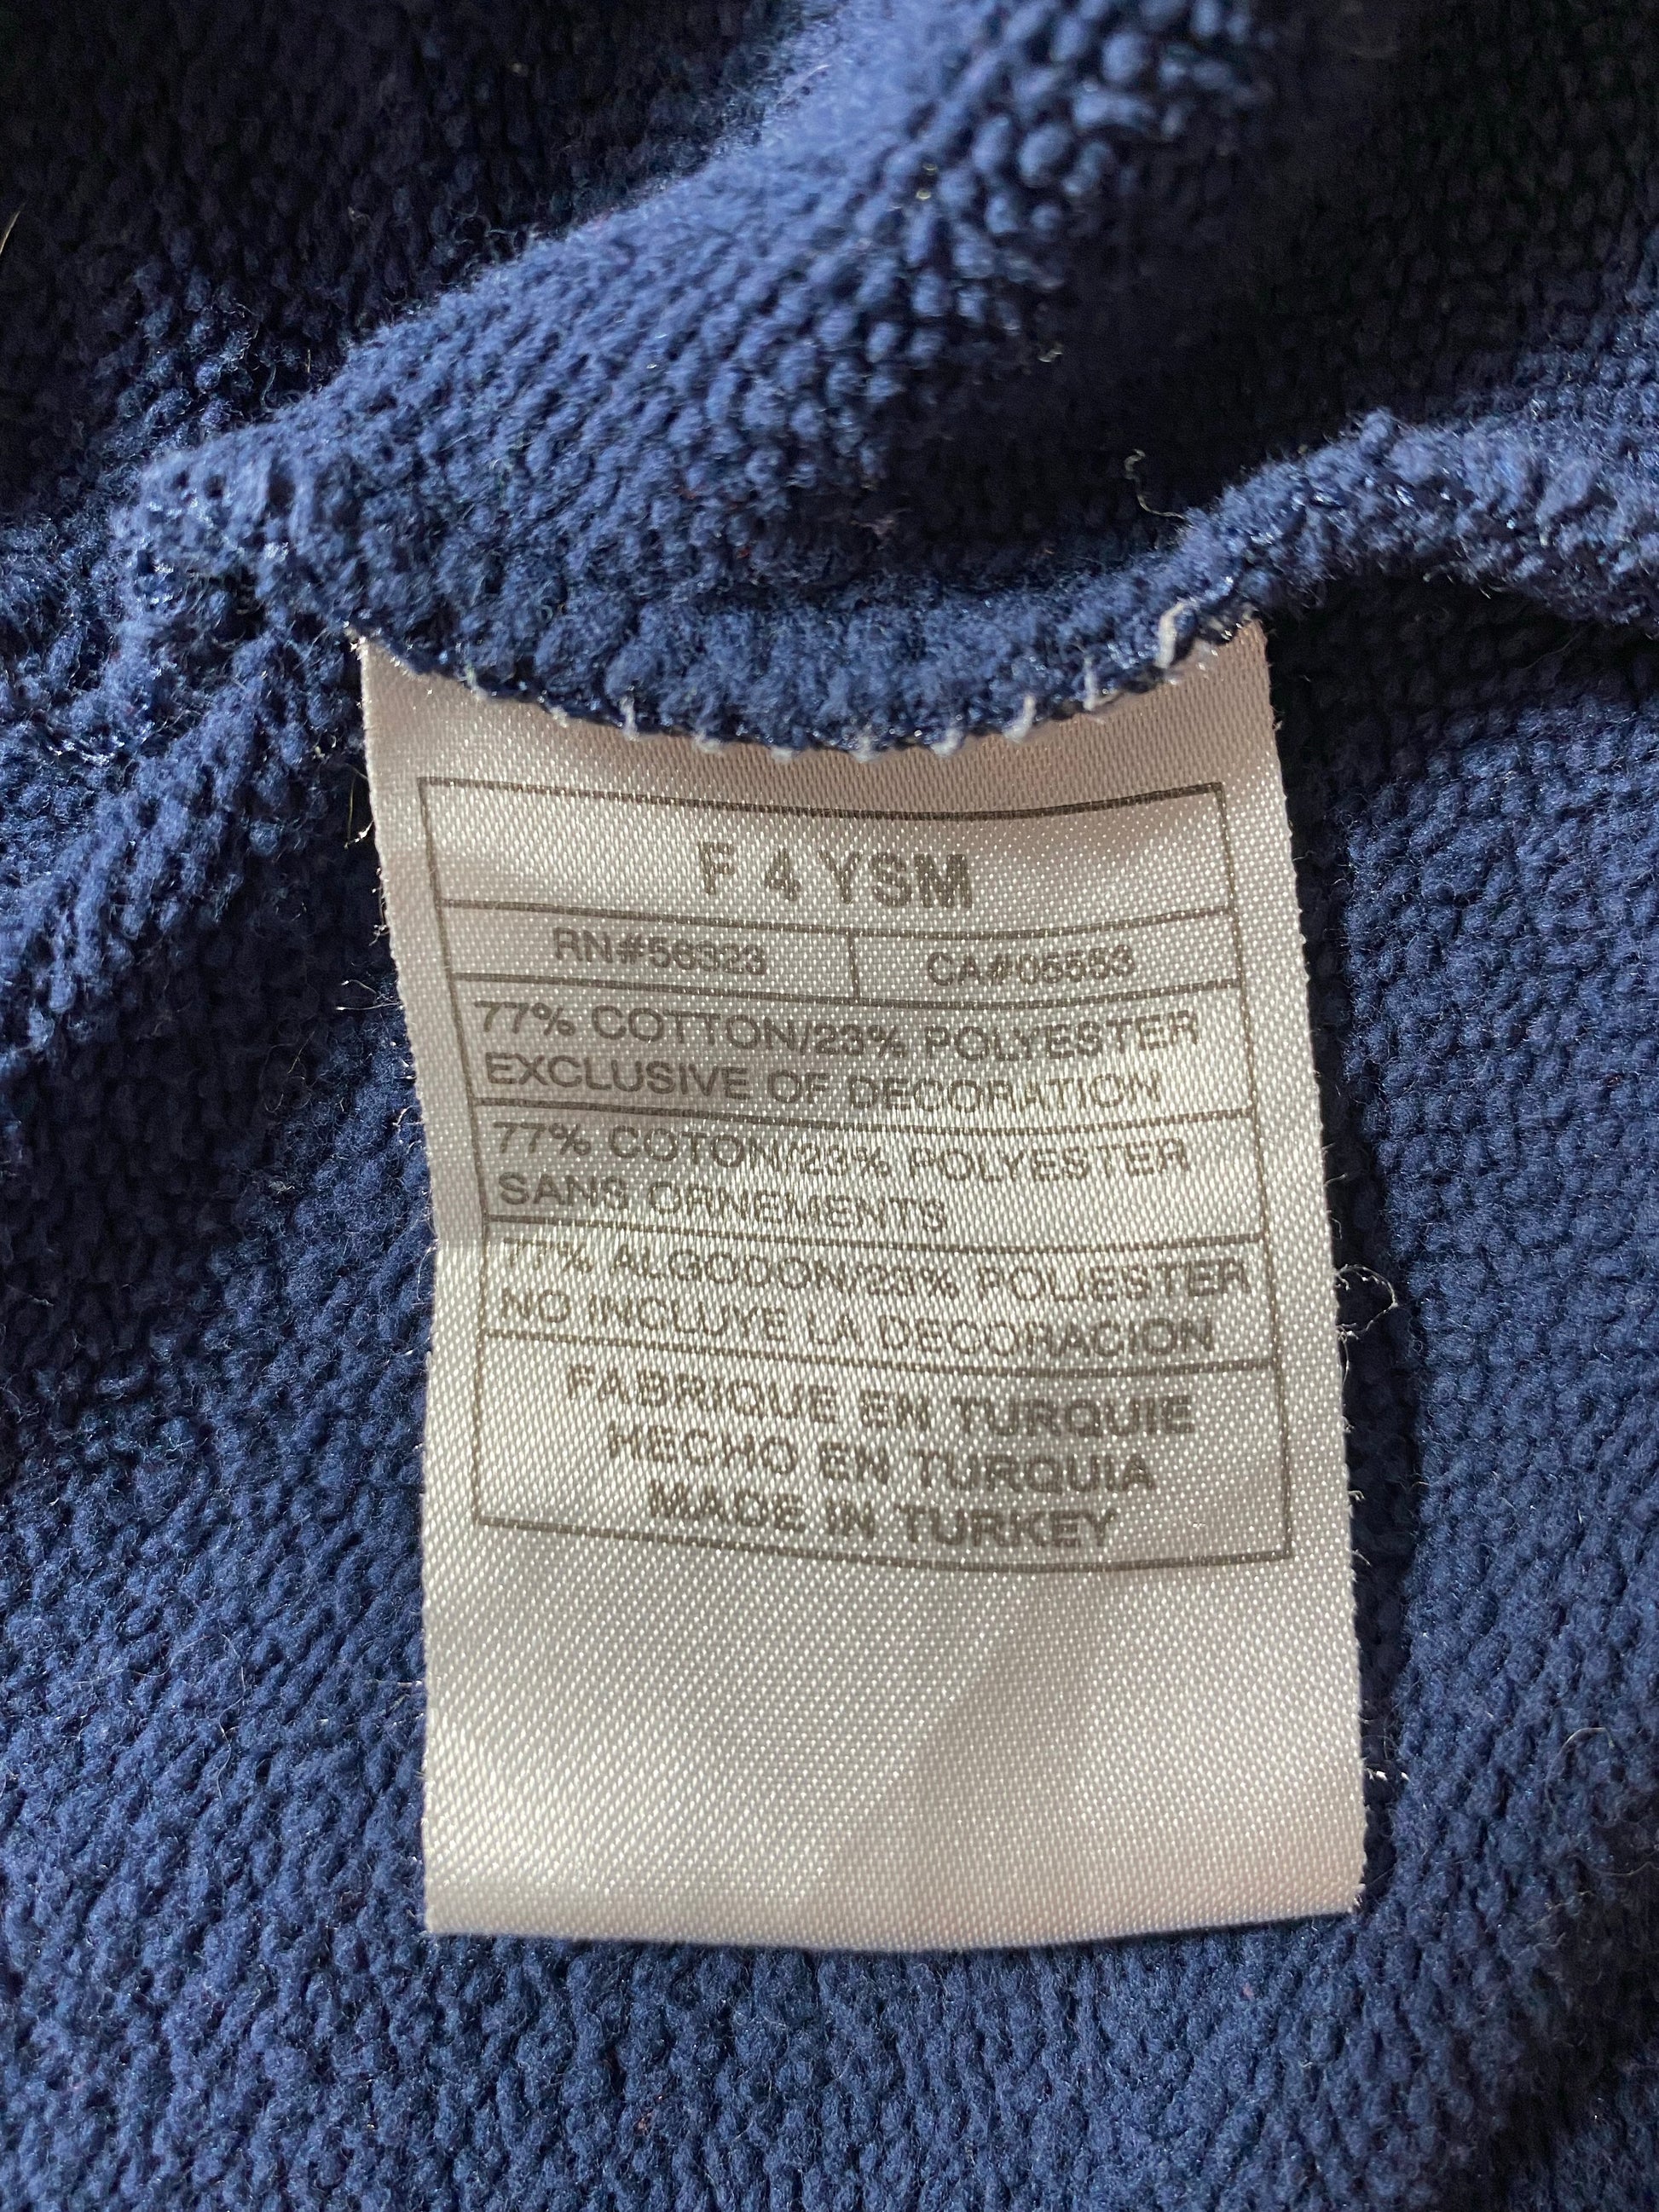 F 4 YSM
RN#56323 CA#05553
77% COTTON/23% POLYESTER
EXCLUSIVE OF DECORATION
77% COTON/23% POLYESTER
SANS ORNEMENTS
77% ALGODON/23% POLIESTER
NO INCLUYE LA DECORACION
FABRIQUE EN TURQUIE
HECHO EN TURQUIA
MADE IN TURKEY